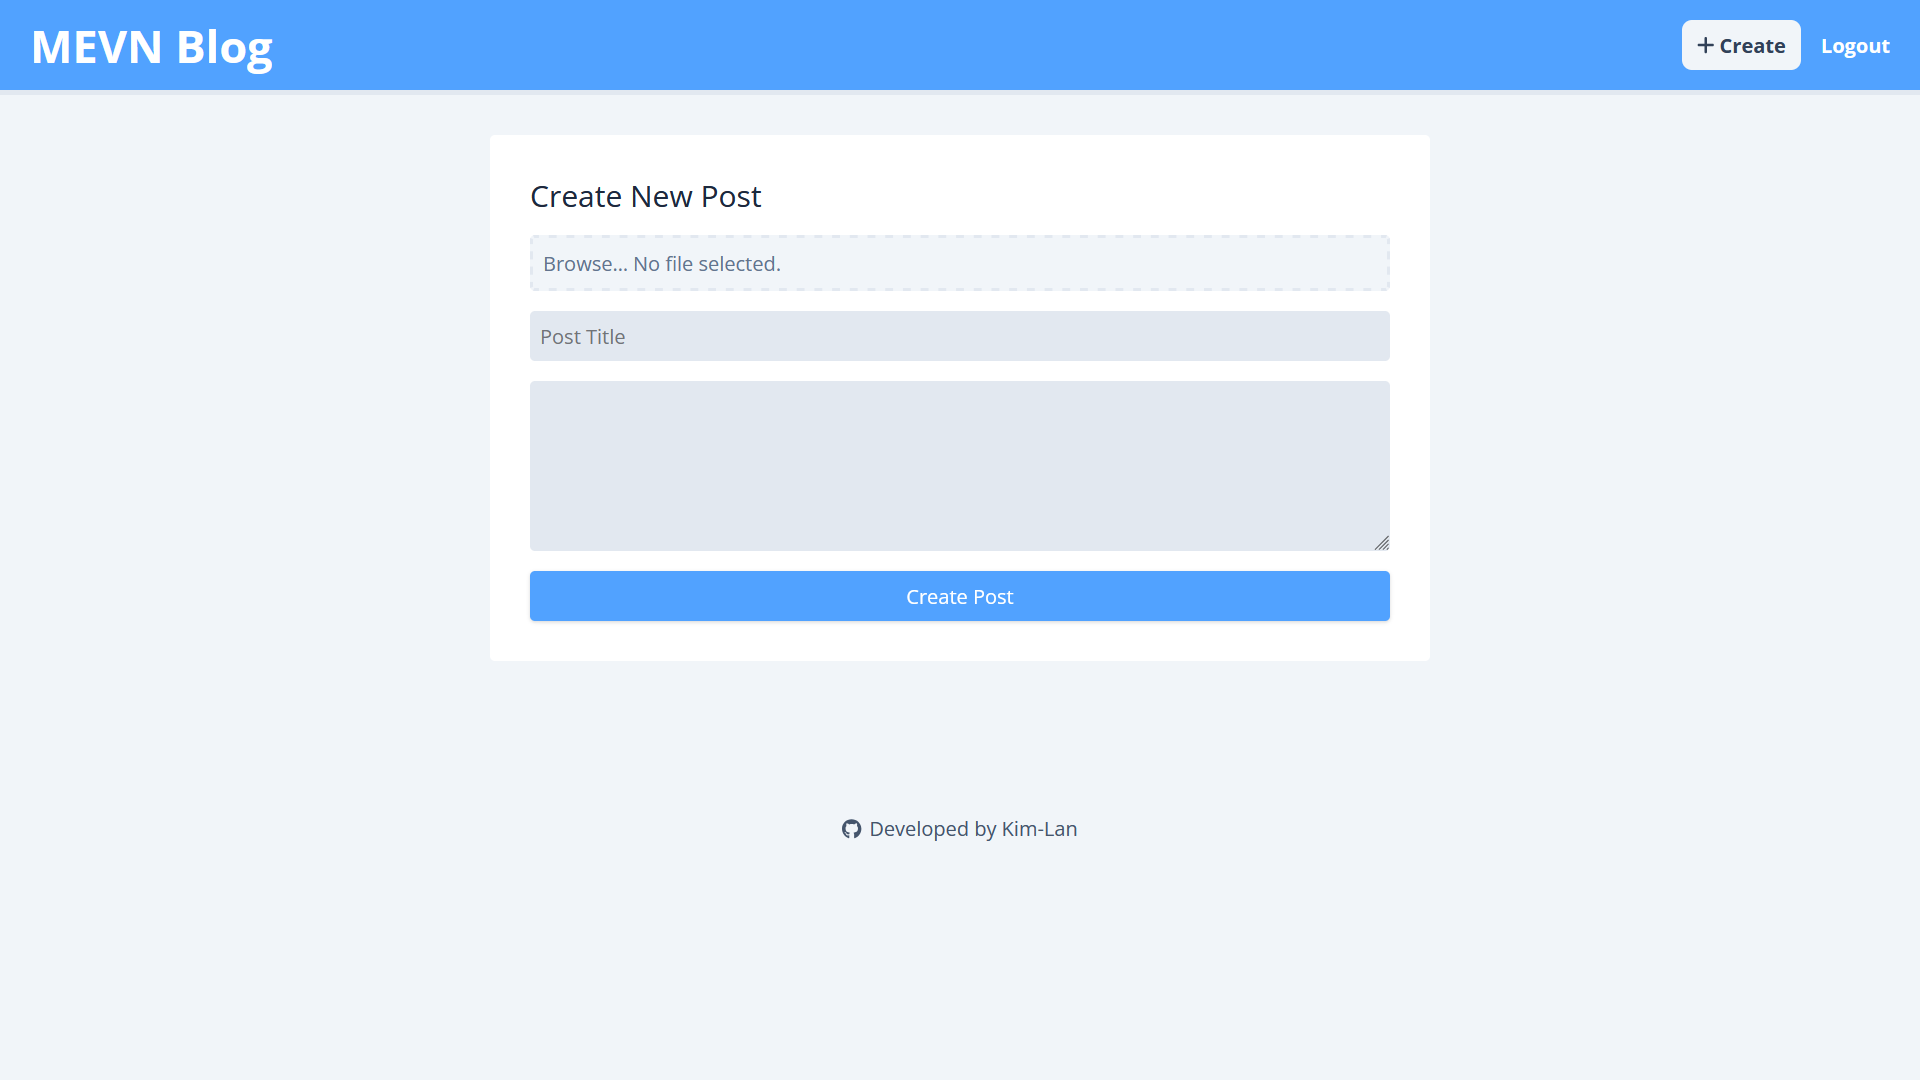 MEVN Blog
Create
Logout
Create New Post
Browse... No file selected.
Post Title
Create Post
Developed by Kim-Lan